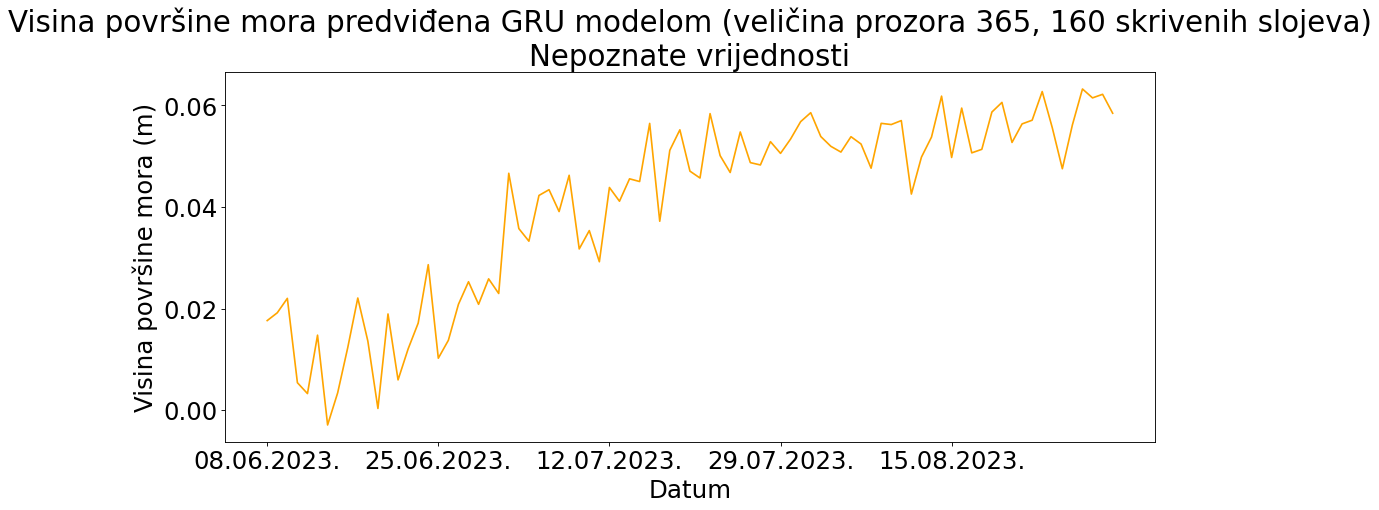 Visina površine mora predviđena GRU modelom (veličina prozora 365, 160 skrivenih slojeva)
Nepoznate vrijednosti
Visina površine mora (m)
0.06
0.04
0.02
0.00
08.06.2023. 25.06.2023. 12.07.2023. 29.07.2023. 15.08.2023.
Datum